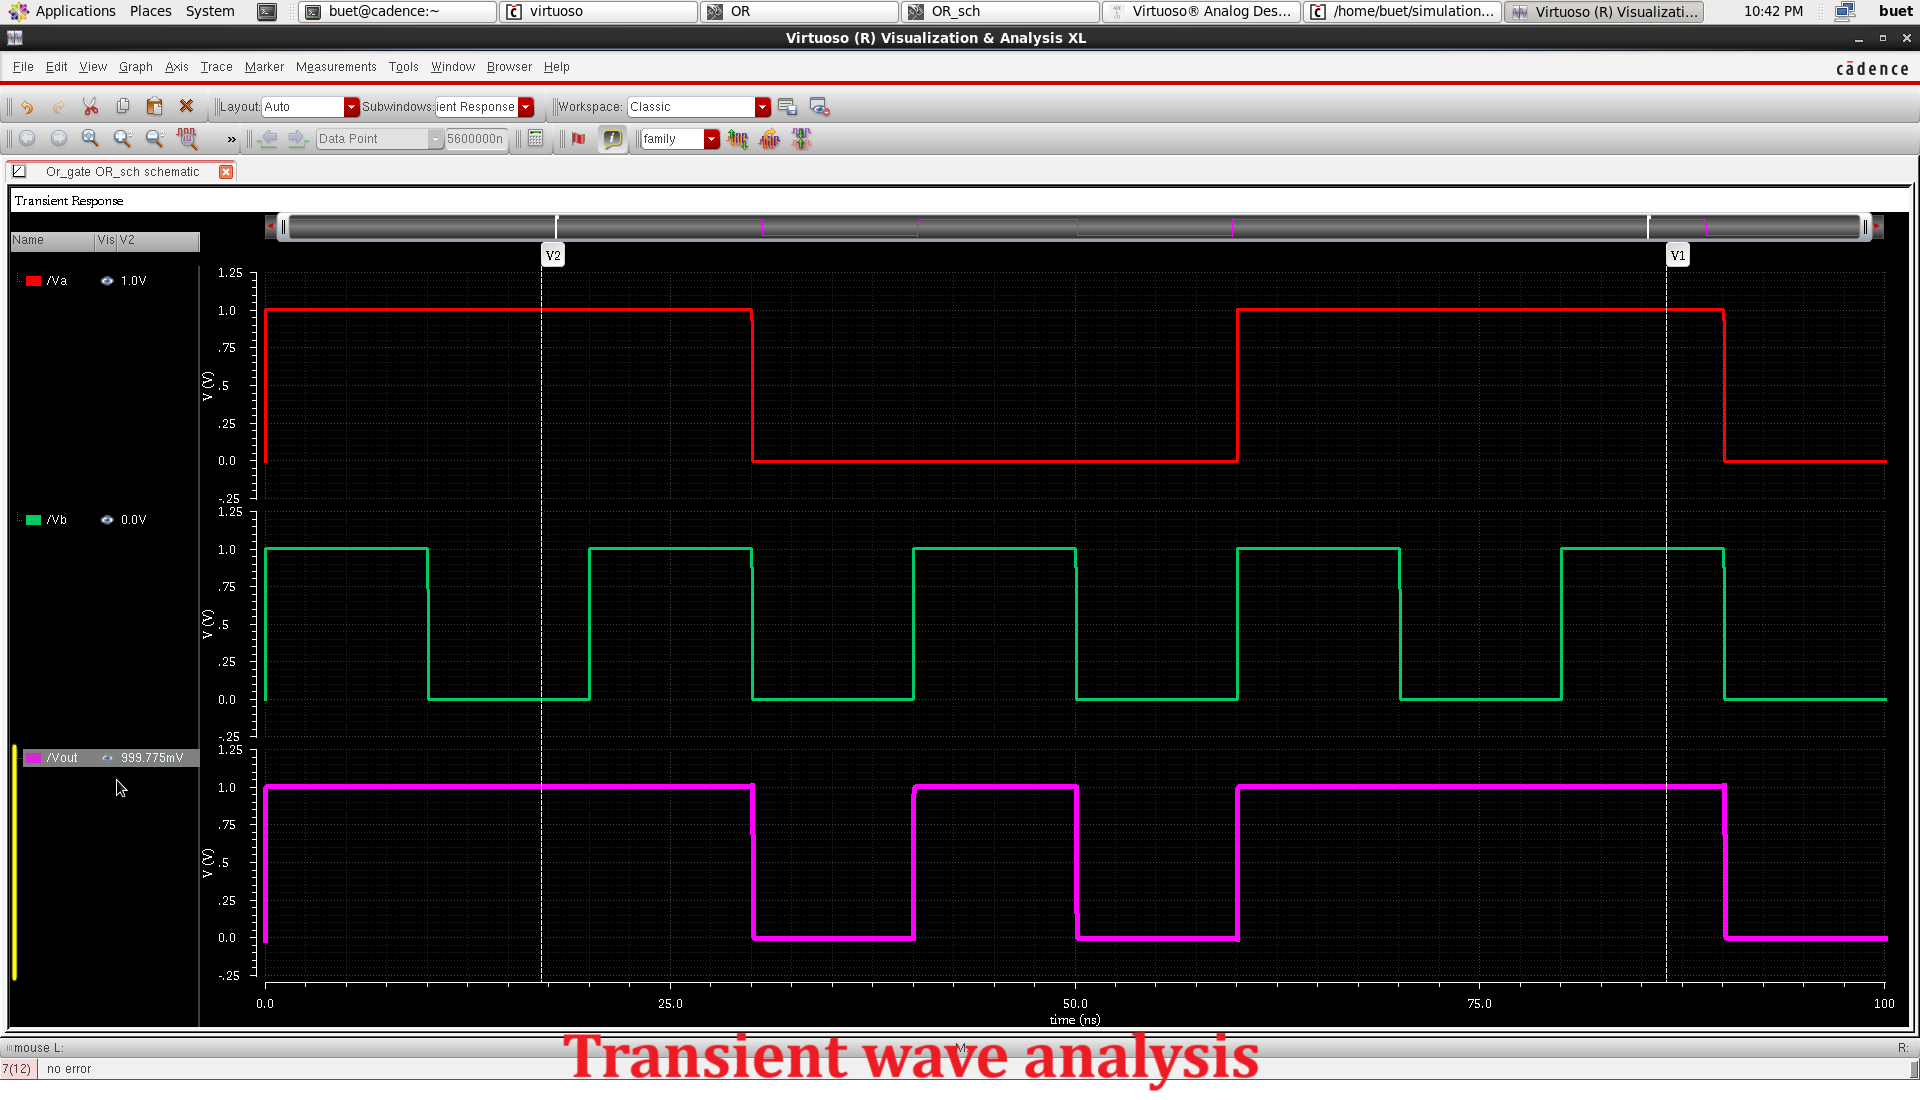 Applications Places System buet@cadence:~ virtuoso OR OR_sch Virtuoso® Analog Des... /home/buet/simulation... Virtuoso (R) Visualizati... 10:42 PM buet
Virtuoso (R) Visualization & Analysis XL
File Edit View Graph Axis Trace Marker Measurements Tools Window Browser Help cādence
Layout: Auto Subwindows: ient Response Workspace: Classic
» Data Point 5600000n family
Or_gate OR_sch schematic
Transient Response
Name Vis V2
V2 V1
/Va 1.0V
1.25
1.0
.75
.5
.25
0.0
-.25
V (V)
/Vb 0.0V
1.25
1.0
.75
.5
.25
0.0
-.25
V (V)
/Vout 999.775mV
1.25
1.0
.75
.5
.25
0.0
-.25
V (V)
0.0 25.0 50.0 75.0 100
time (ns)
mouse L: M: R:
Transient wave analysis
7(12) no error